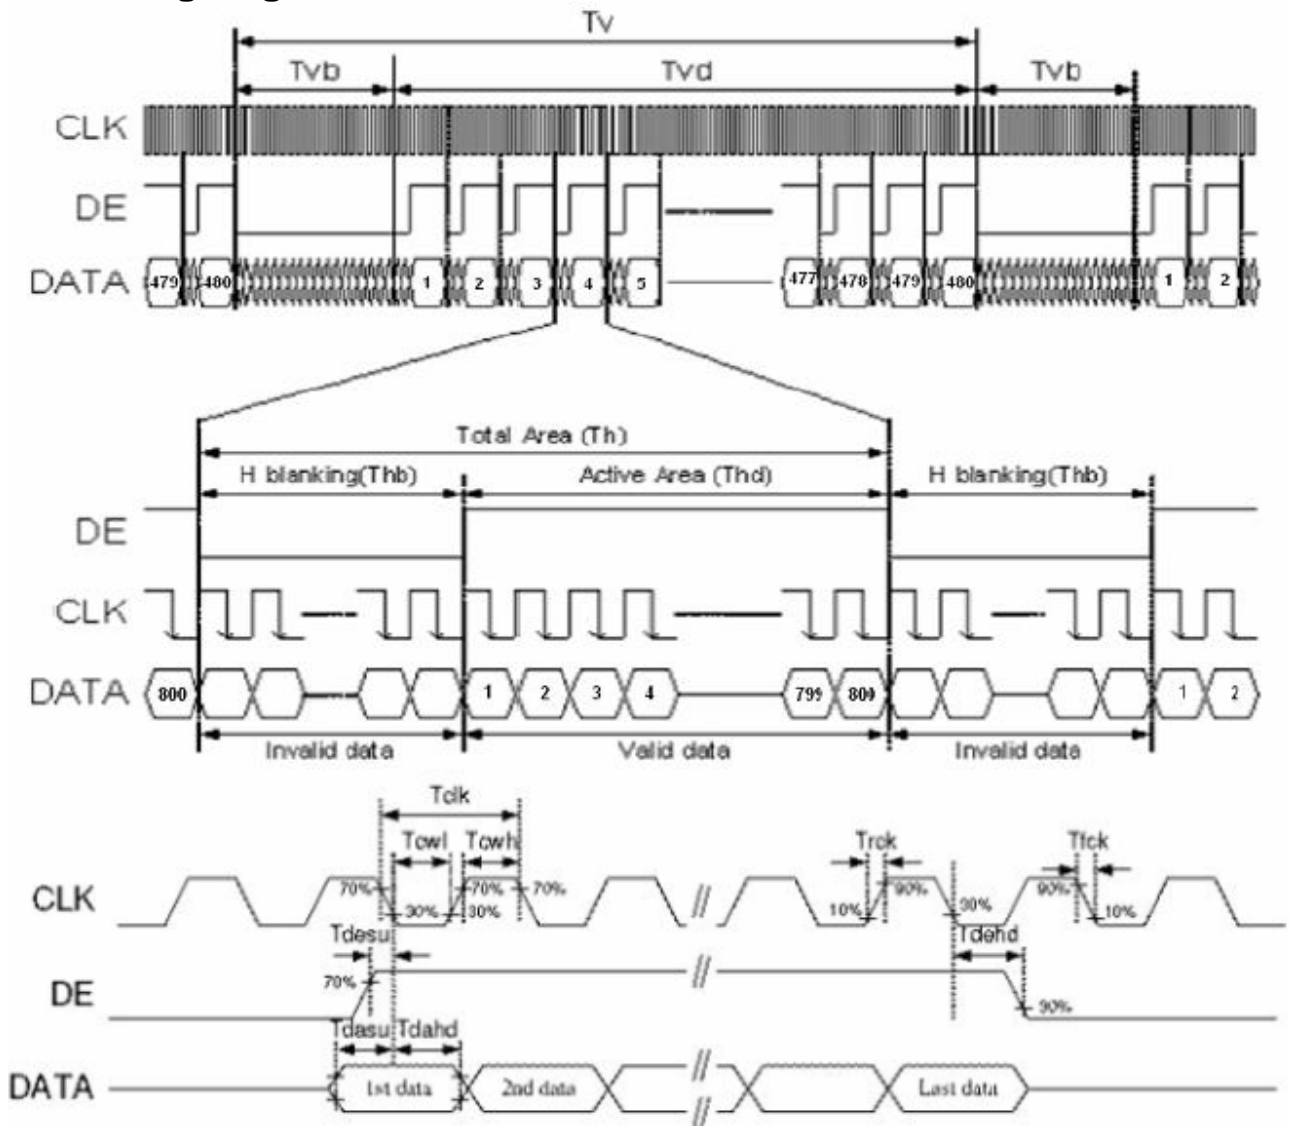 Tv
Tvb Tvd Tvb
CLK
DE
DATA 479 480 1 2 3 4 5 477 478 479 480 1 2
Total Area (Th)
H blanking(Thb) Active Area (Thd) H blanking(Thb)
DE
CLK
DATA 800 1 2 3 4 799 800 1 2
Invalid data Valid data Invalid data
Tclk
Tcwl Tcwh Trck Tfck
CLK 70% 70% 70% 90% 90%
30% 30% 10% 30% 10%
Tdesu Tdehd
DE 70% 30%
Tdasu Tdahd
DATA 1st data 2nd data Last data